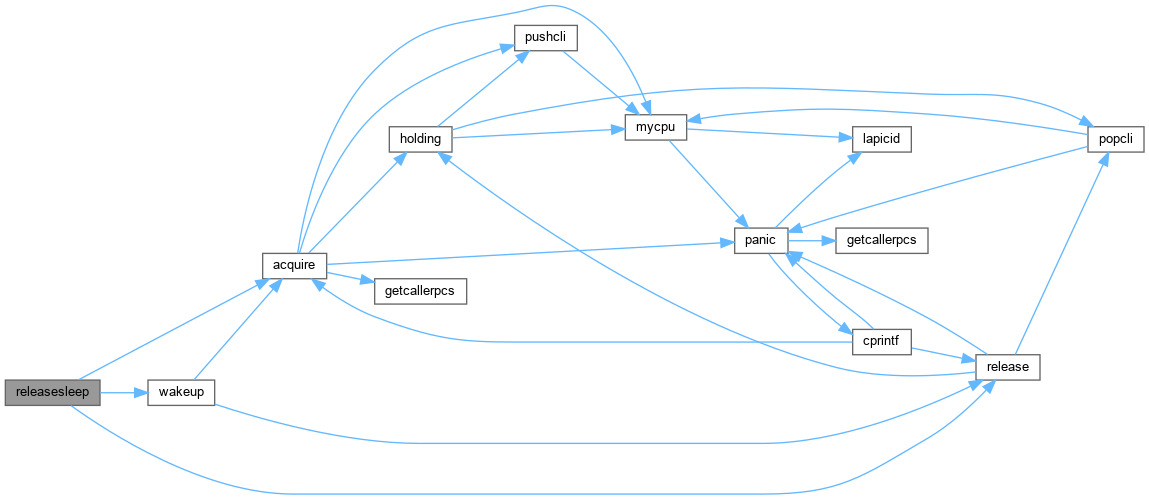 pushcli
mycpu
holding
lapicid
popcli
panic
getcallerpcs
acquire
getcallerpcs
cprintf
release
releasesleep
wakeup